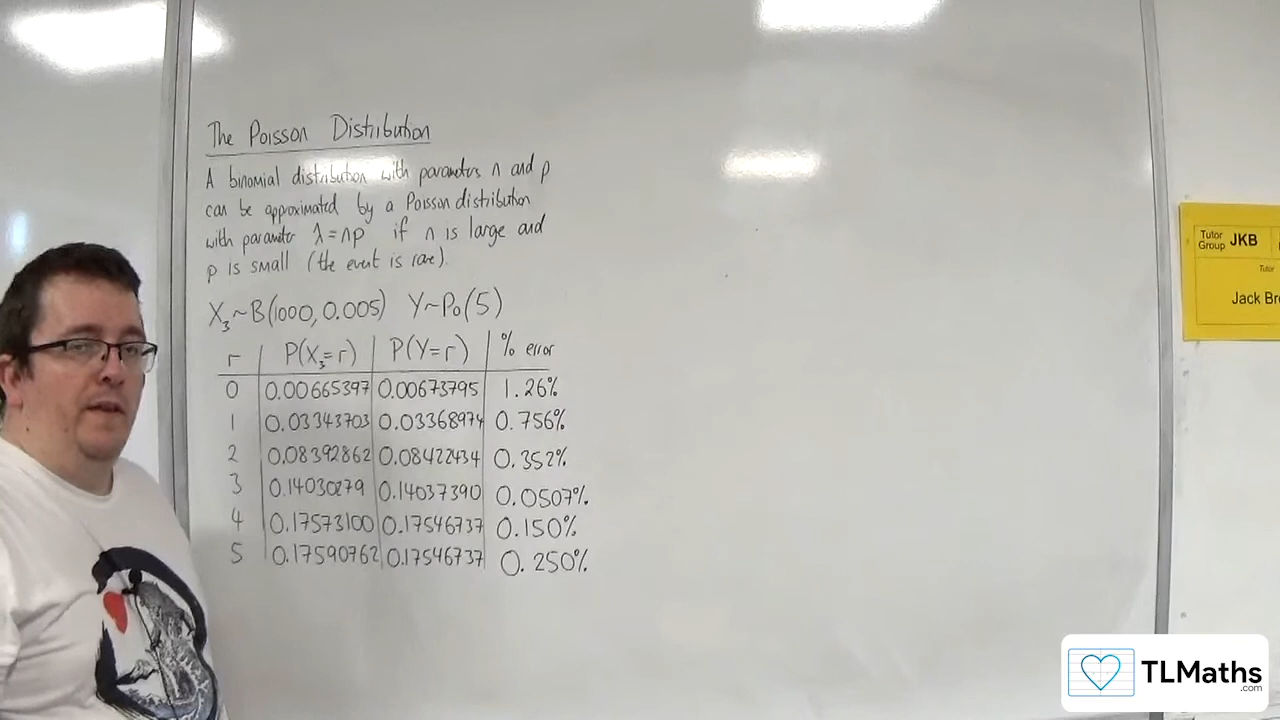 The Poisson Distribution
A binomial distribution with parameters n and p
can be approximated by a Poisson distribution
with parameter λ=np if n is large and
p is small (the event is rare).
X₃~B(1000, 0.005) Y~Po(5)
r P(X₃=r) P(Y=r) % error
0 0.00665397 0.00673795 1.26%
1 0.03343703 0.03368974 0.756%
2 0.08392862 0.08422434 0.352%
3 0.14030279 0.14037390 0.0507%
4 0.17573100 0.17546737 0.150%
5 0.17590762 0.17546737 0.250%
Tutor
Group JKB
Tutor
Jack Bro
TLMaths
.com